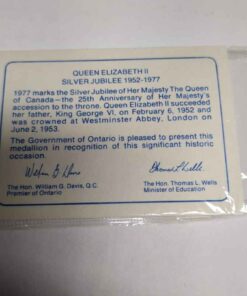 QUEEN ELIZABETH II
SILVER JUBILEE 1952-1977
1977 marks the Silver Jubilee of Her Majesty The Queen
of Canada—the 25th Anniversary of Her Majesty's
accession to the throne. Queen Elizabeth II succeeded
her father, King George VI, on February 6, 1952 and
was crowned at Westminster Abbey, London on
June 2, 1953.
The Government of Ontario is pleased to present this
medallion in recognition of this significant historic
occasion.
William G. Davis Thomas L. Wells
The Hon. William G. Davis, Q.C. The Hon. Thomas L. Wells
Premier of Ontario Minister of Education